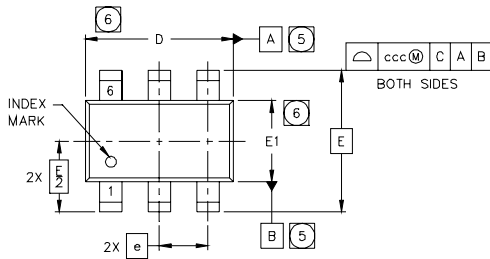 6
D
A 5
⌓ ccc Ⓜ C A B
BOTH SIDES
6
INDEX
MARK
6
E1
E
2X E/2
1
B 5
2X e